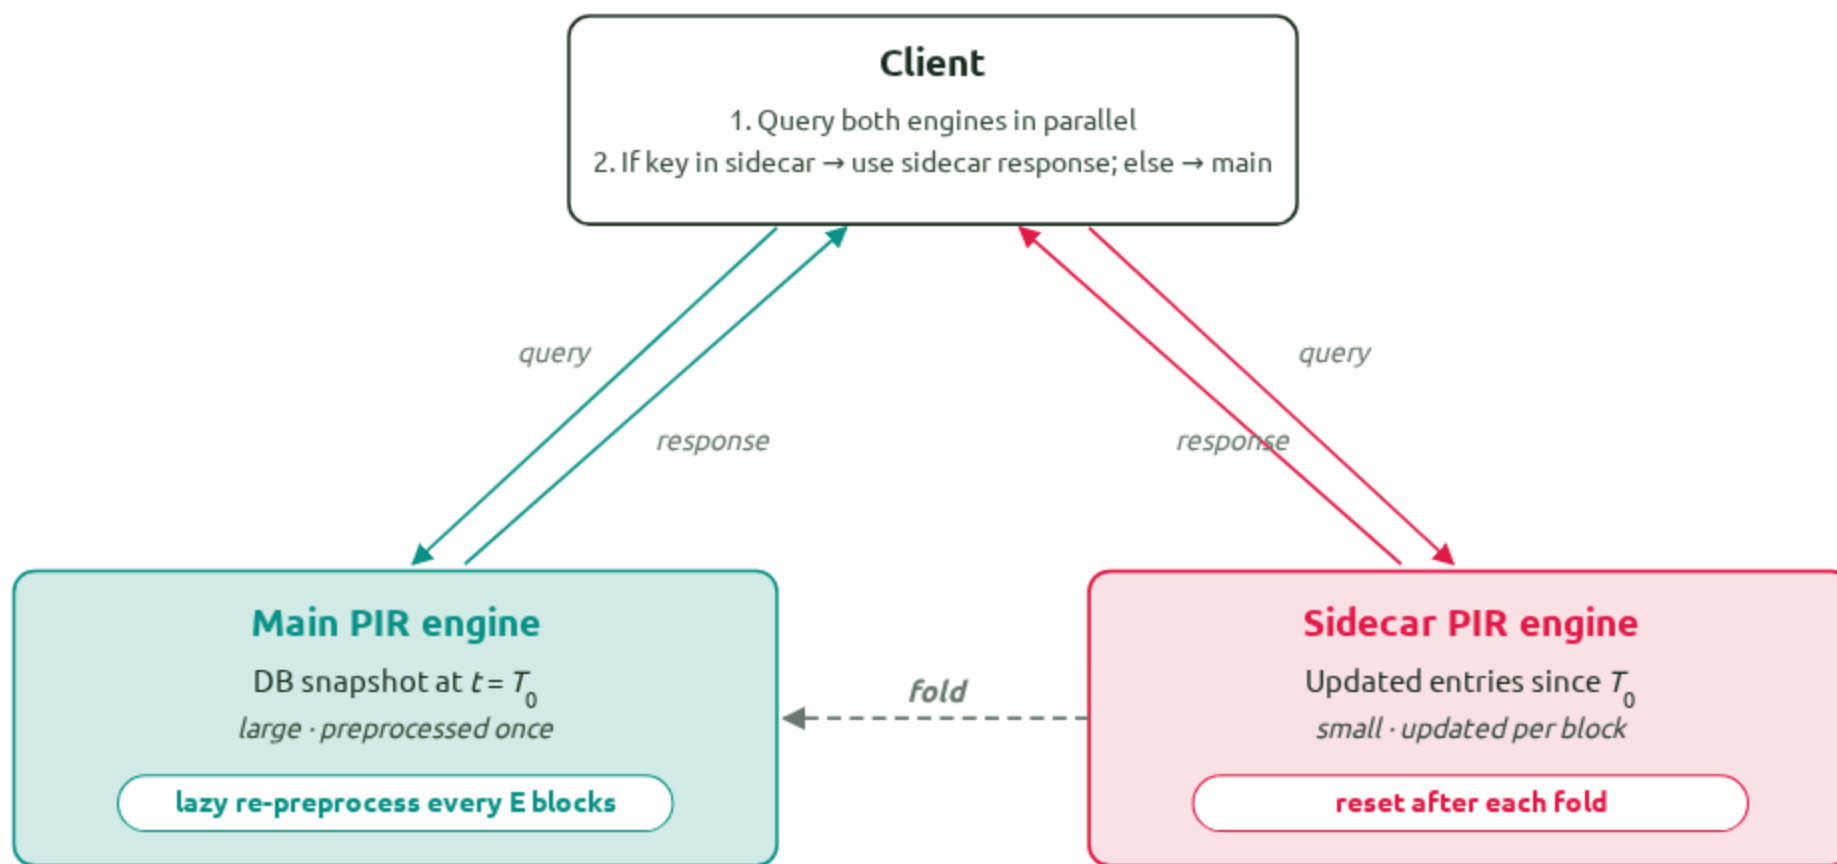 Client
1. Query both engines in parallel
2. If key in sidecar → use sidecar response; else → main
query
query
response
response
Main PIR engine
DB snapshot at t = T₀
large · preprocessed once
lazy re-preprocess every E blocks
fold
Sidecar PIR engine
Updated entries since T₀
small · updated per block
reset after each fold